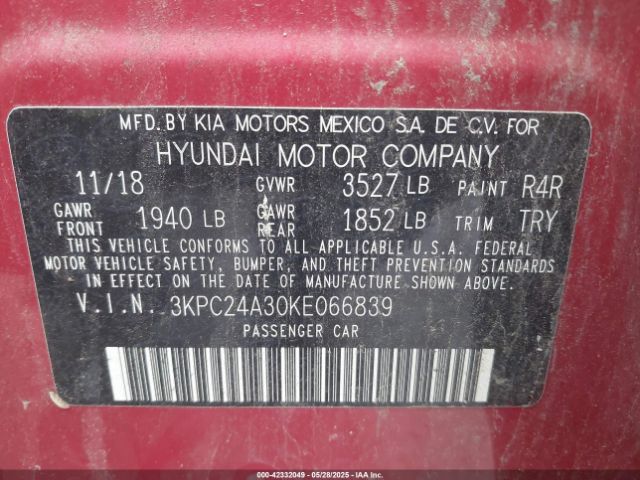 MFD. BY KIA MOTORS MEXICO S.A. DE C.V. FOR
HYUNDAI MOTOR COMPANY
11/18 GVWR 3527 LB PAINT R4R
GAWR FRONT 1940 LB GAWR REAR 1852 LB TRIM TRY
THIS VEHICLE CONFORMS TO ALL APPLICABLE U.S.A. FEDERAL
MOTOR VEHICLE SAFETY, BUMPER, AND THEFT PREVENTION STANDARDS
IN EFFECT ON THE DATE OF MANUFACTURE SHOWN ABOVE.
V.I.N. 3KPC24A30KE066839
PASSENGER CAR
000-42332049 - 05/28/2025 - IAAI.COM